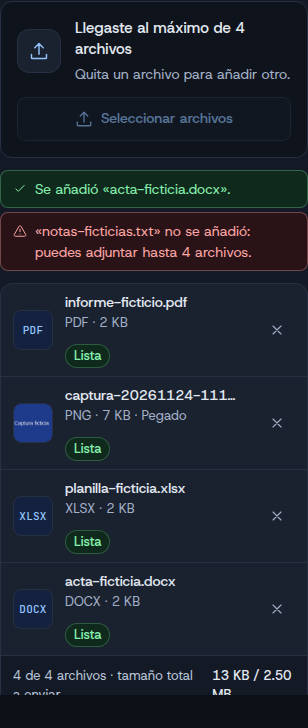 Llegaste al máximo de 4
archivos
Quita un archivo para añadir otro.
Seleccionar archivos
Se añadió «acta-ficticia.docx».
«notas-ficticias.txt» no se añadió:
puedes adjuntar hasta 4 archivos.
PDF
informe-ficticio.pdf
PDF · 2 KB
Lista
Captura ficticia
captura-20261124-111…
PNG · 7 KB · Pegado
Lista
XLSX
planilla-ficticia.xlsx
XLSX · 2 KB
Lista
DOCX
acta-ficticia.docx
DOCX · 2 KB
Lista
4 de 4 archivos · tamaño total
a enviar
13 KB / 2.50
MB